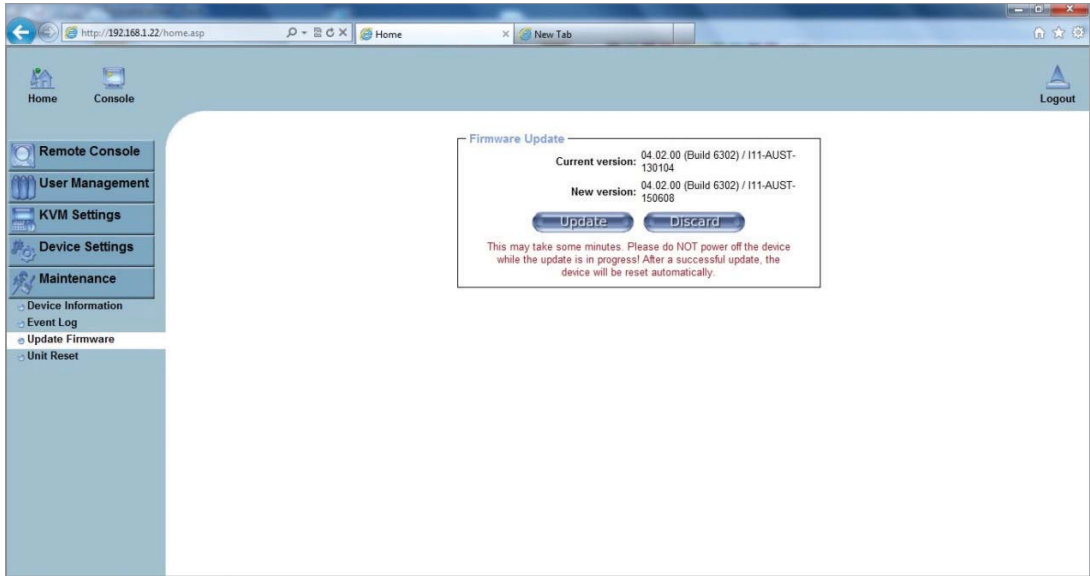 http://192.168.1.22/home.asp
Home
New Tab
Home
Console
Logout
Remote Console
User Management
KVM Settings
Device Settings
Maintenance
Device Information
Event Log
Update Firmware
Unit Reset
Firmware Update
Current version: 04.02.00 (Build 6302) / I11-AUST-
130104
New version: 04.02.00 (Build 6302) / I11-AUST-
150608
Update Discard
This may take some minutes. Please do NOT power off the device
while the update is in progress! After a successful update, the
device will be reset automatically.